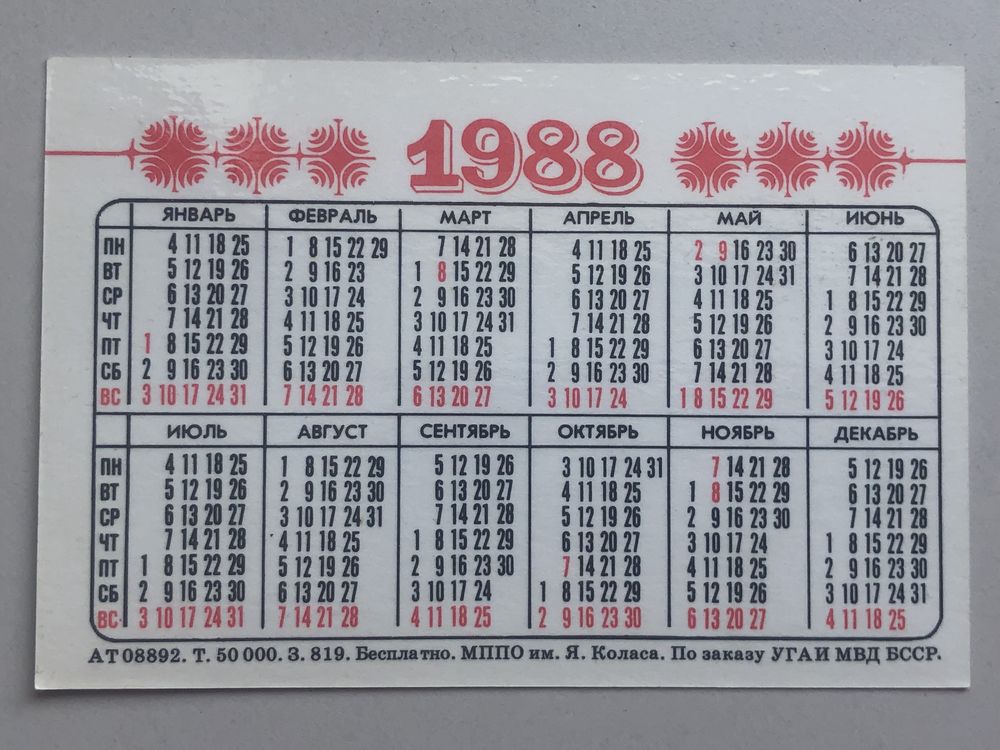 1988
ЯНВАРЬ ФЕВРАЛЬ МАРТ АПРЕЛЬ МАЙ ИЮНЬ
ПН 4 11 18 25 1 8 15 22 29 7 14 21 28 4 11 18 25 2 9 16 23 30 6 13 20 27
ВТ 5 12 19 26 2 9 16 23 1 8 15 22 29 5 12 19 26 3 10 17 24 31 7 14 21 28
СР 6 13 20 27 3 10 17 24 2 9 16 23 30 6 13 20 27 4 11 18 25 1 8 15 22 29
ЧТ 7 14 21 28 4 11 18 25 3 10 17 24 31 7 14 21 28 5 12 19 26 2 9 16 23 30
ПТ 1 8 15 22 29 5 12 19 26 4 11 18 25 1 8 15 22 29 6 13 20 27 3 10 17 24
СБ 2 9 16 23 30 6 13 20 27 5 12 19 26 2 9 16 23 30 7 14 21 28 4 11 18 25
ВС 3 10 17 24 31 7 14 21 28 6 13 20 27 3 10 17 24 1 8 15 22 29 5 12 19 26
ИЮЛЬ АВГУСТ СЕНТЯБРЬ ОКТЯБРЬ НОЯБРЬ ДЕКАБРЬ
ПН 4 11 18 25 1 8 15 22 29 5 12 19 26 3 10 17 24 31 7 14 21 28 5 12 19 26
ВТ 5 12 19 26 2 9 16 23 30 6 13 20 27 4 11 18 25 1 8 15 22 29 6 13 20 27
СР 6 13 20 27 3 10 17 24 31 7 14 21 28 5 12 19 26 2 9 16 23 30 7 14 21 28
ЧТ 7 14 21 28 4 11 18 25 1 8 15 22 29 6 13 20 27 3 10 17 24 1 8 15 22 29
ПТ 1 8 15 22 29 5 12 19 26 2 9 16 23 30 7 14 21 28 4 11 18 25 2 9 16 23 30
СБ 2 9 16 23 30 6 13 20 27 3 10 17 24 1 8 15 22 29 5 12 19 26 3 10 17 24 31
ВС 3 10 17 24 31 7 14 21 28 4 11 18 25 2 9 16 23 30 6 13 20 27 4 11 18 25
АТ 08892. Т. 50 000. З. 819. Бесплатно. МППО им. Я. Коласа. По заказу УГАИ МВД БССР.